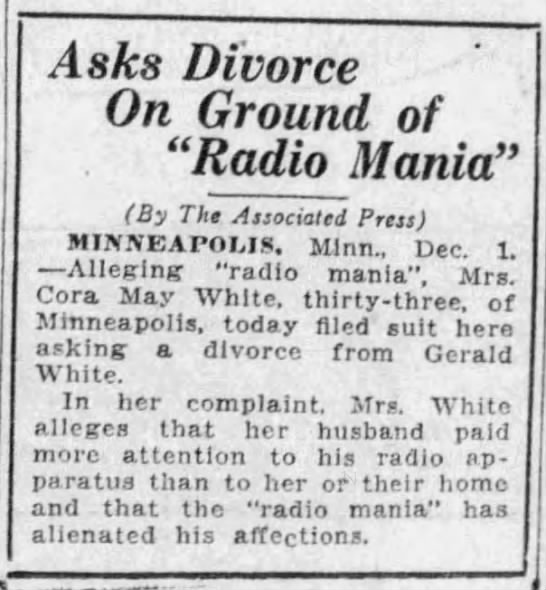 Asks Divorce
On Ground of
"Radio Mania"
(By The Associated Press)
MINNEAPOLIS, Minn., Dec. 1.
—Alleging "radio mania", Mrs.
Cora May White, thirty-three, of
Minneapolis, today filed suit here
asking a divorce from Gerald
White.
In her complaint, Mrs. White
alleges that her husband paid
more attention to his radio ap-
paratus than to her or their home
and that the "radio mania" has
alienated his affections.